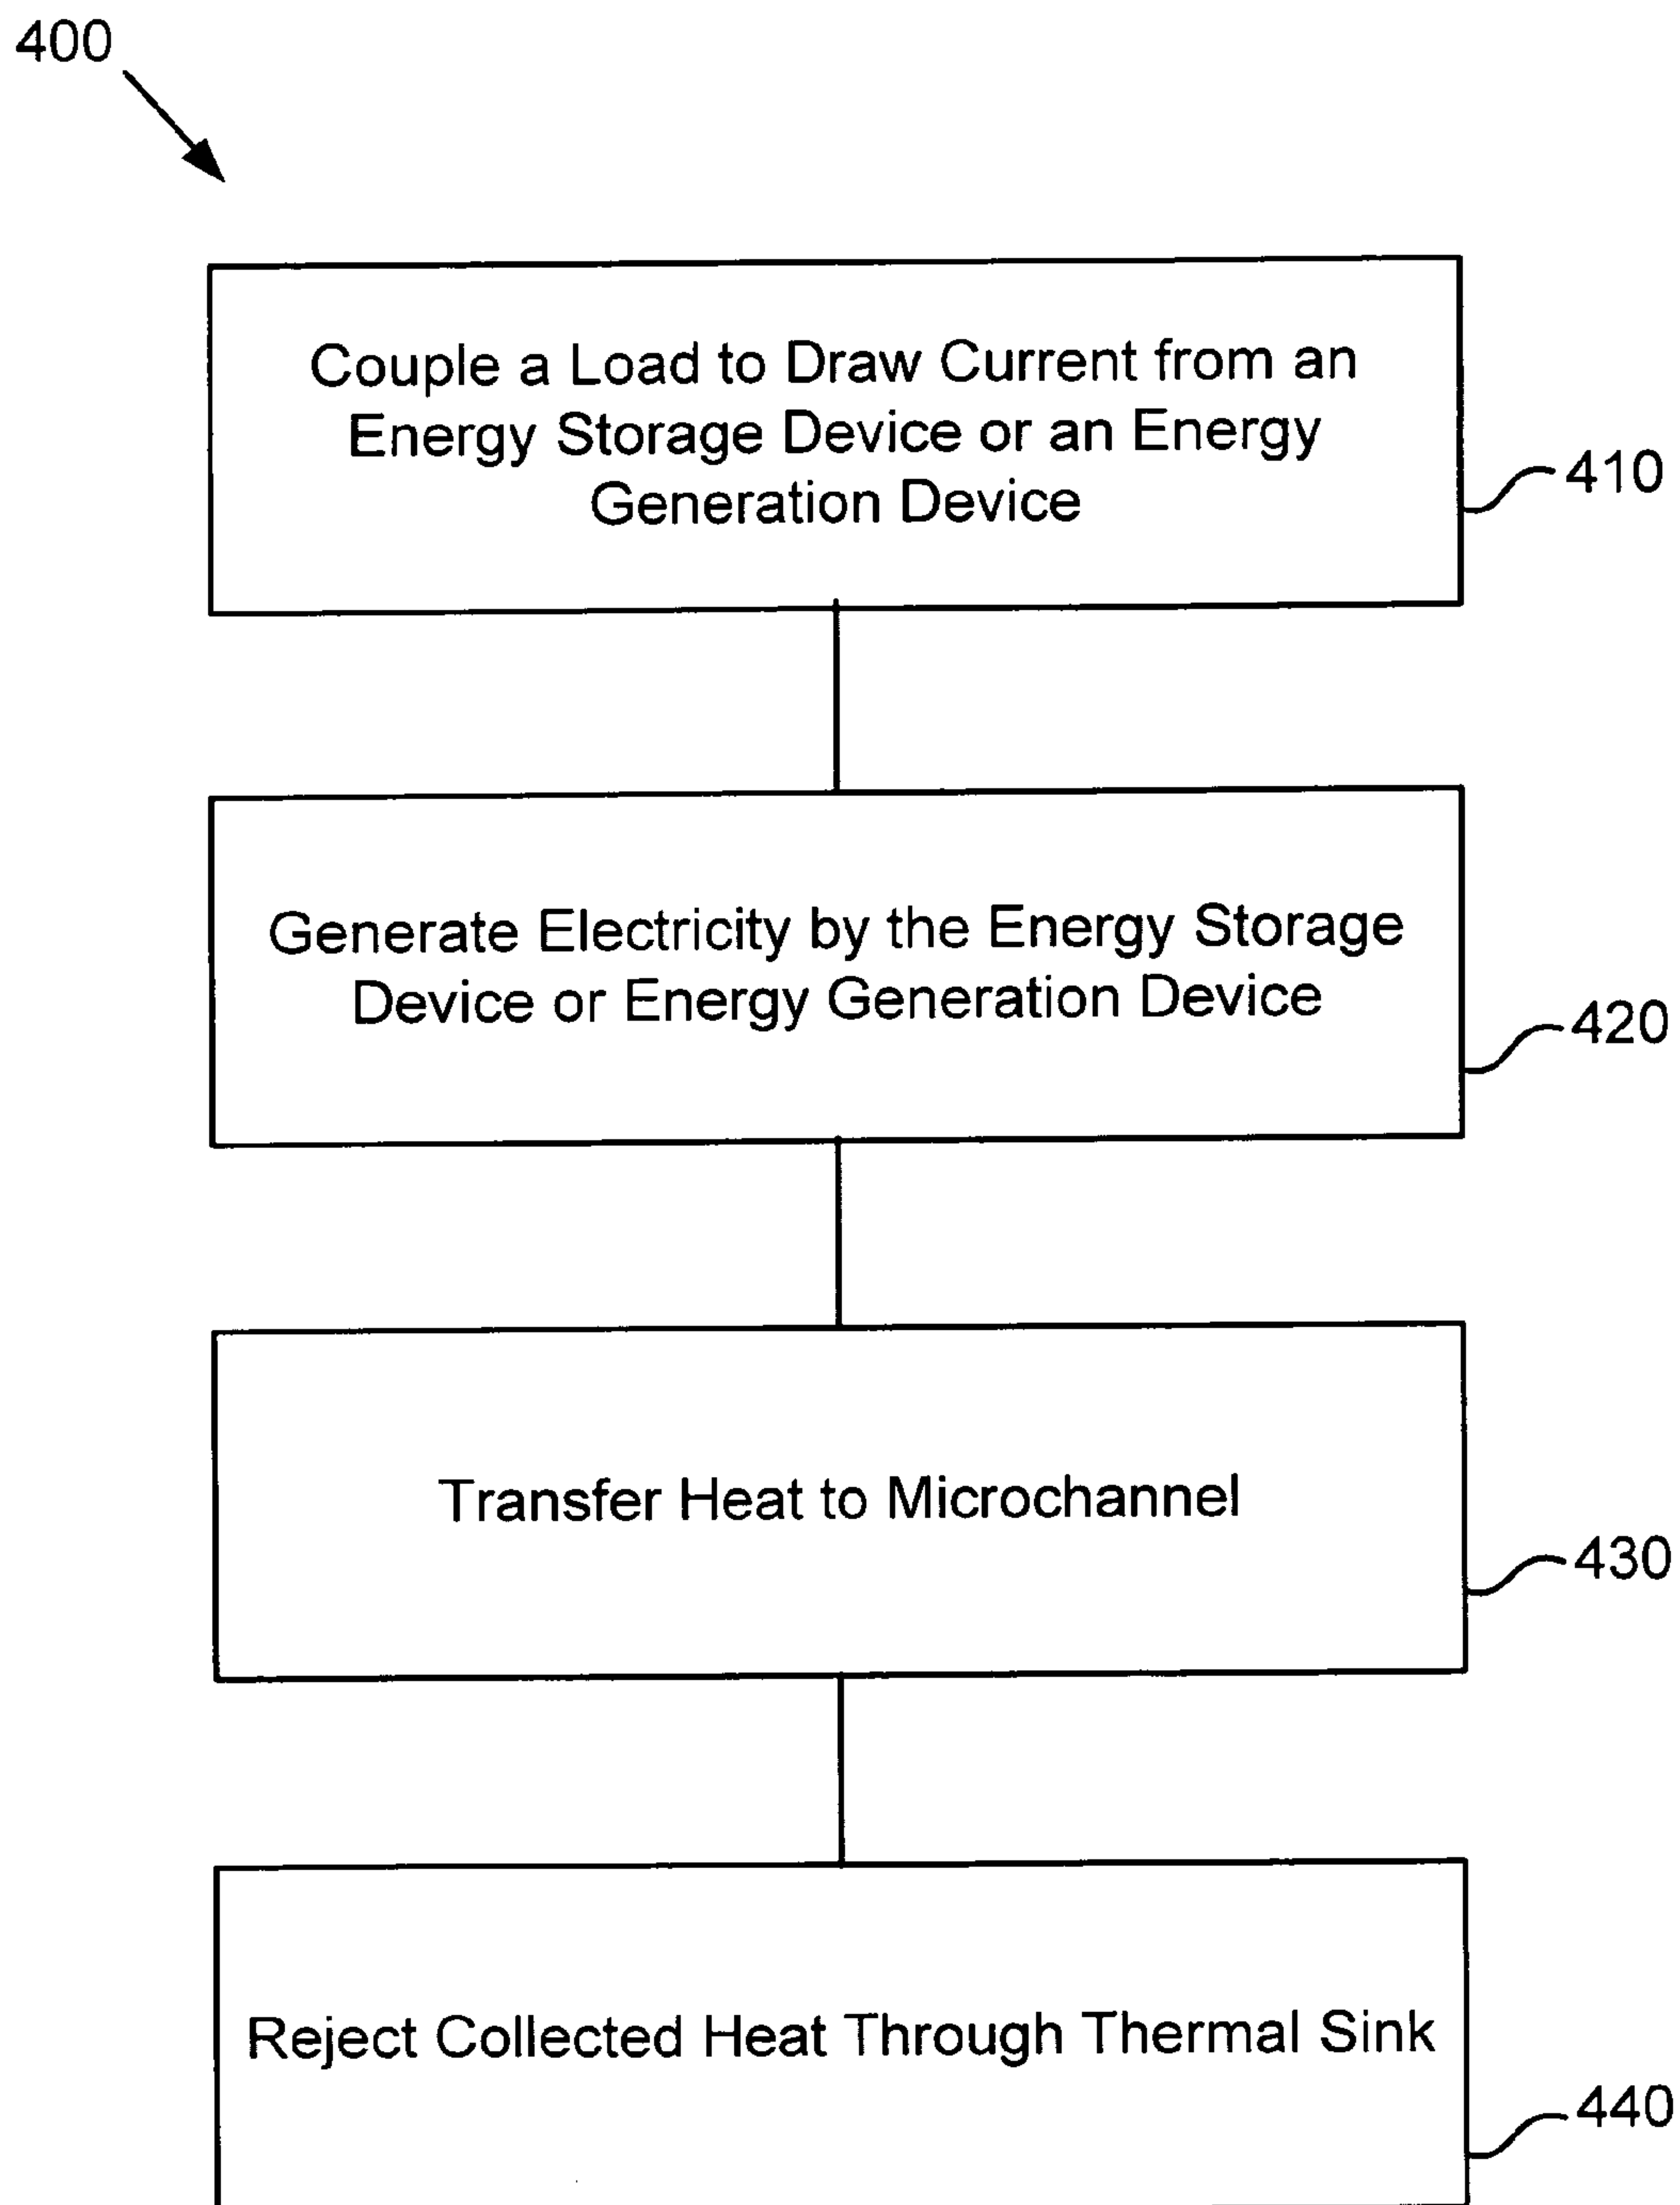 400
Couple a Load to Draw Current from an
Energy Storage Device or an Energy
Generation Device
410
Generate Electricity by the Energy Storage
Device or Energy Generation Device
420
Transfer Heat to Microchannel
430
Reject Collected Heat Through Thermal Sink
440